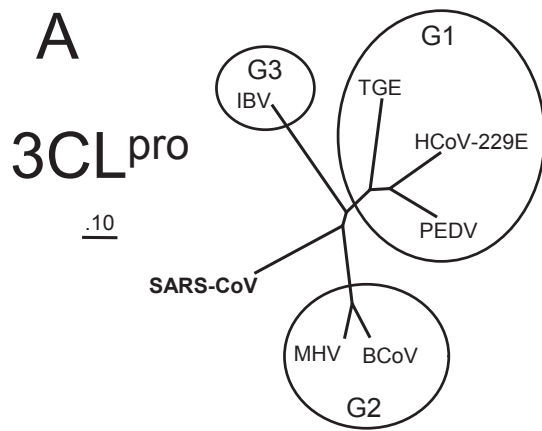 A
G1
G3
TGE
IBV
HCoV-229E
3CLpro
.10
PEDV
SARS-CoV
MHV
BCoV
G2